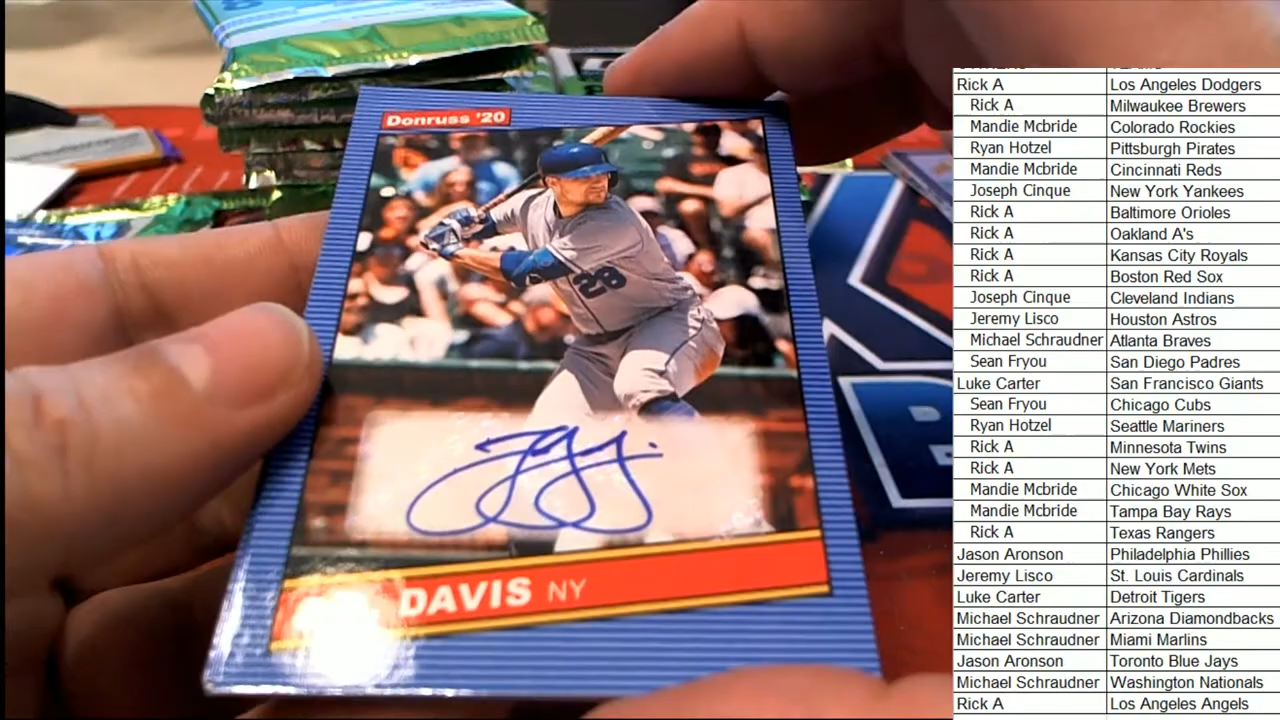 Donruss '20
28
DAVIS NY
Rick A Los Angeles Dodgers
Rick A Milwaukee Brewers
Mandie Mcbride Colorado Rockies
Ryan Hotzel Pittsburgh Pirates
Mandie Mcbride Cincinnati Reds
Joseph Cinque New York Yankees
Rick A Baltimore Orioles
Rick A Oakland A's
Rick A Kansas City Royals
Rick A Boston Red Sox
Joseph Cinque Cleveland Indians
Jeremy Lisco Houston Astros
Michael Schraudner Atlanta Braves
Sean Fryou San Diego Padres
Luke Carter San Francisco Giants
Sean Fryou Chicago Cubs
Ryan Hotzel Seattle Mariners
Rick A Minnesota Twins
Rick A New York Mets
Mandie Mcbride Chicago White Sox
Mandie Mcbride Tampa Bay Rays
Rick A Texas Rangers
Jason Aronson Philadelphia Phillies
Jeremy Lisco St. Louis Cardinals
Luke Carter Detroit Tigers
Michael Schraudner Arizona Diamondbacks
Michael Schraudner Miami Marlins
Jason Aronson Toronto Blue Jays
Michael Schraudner Washington Nationals
Rick A Los Angeles Angels